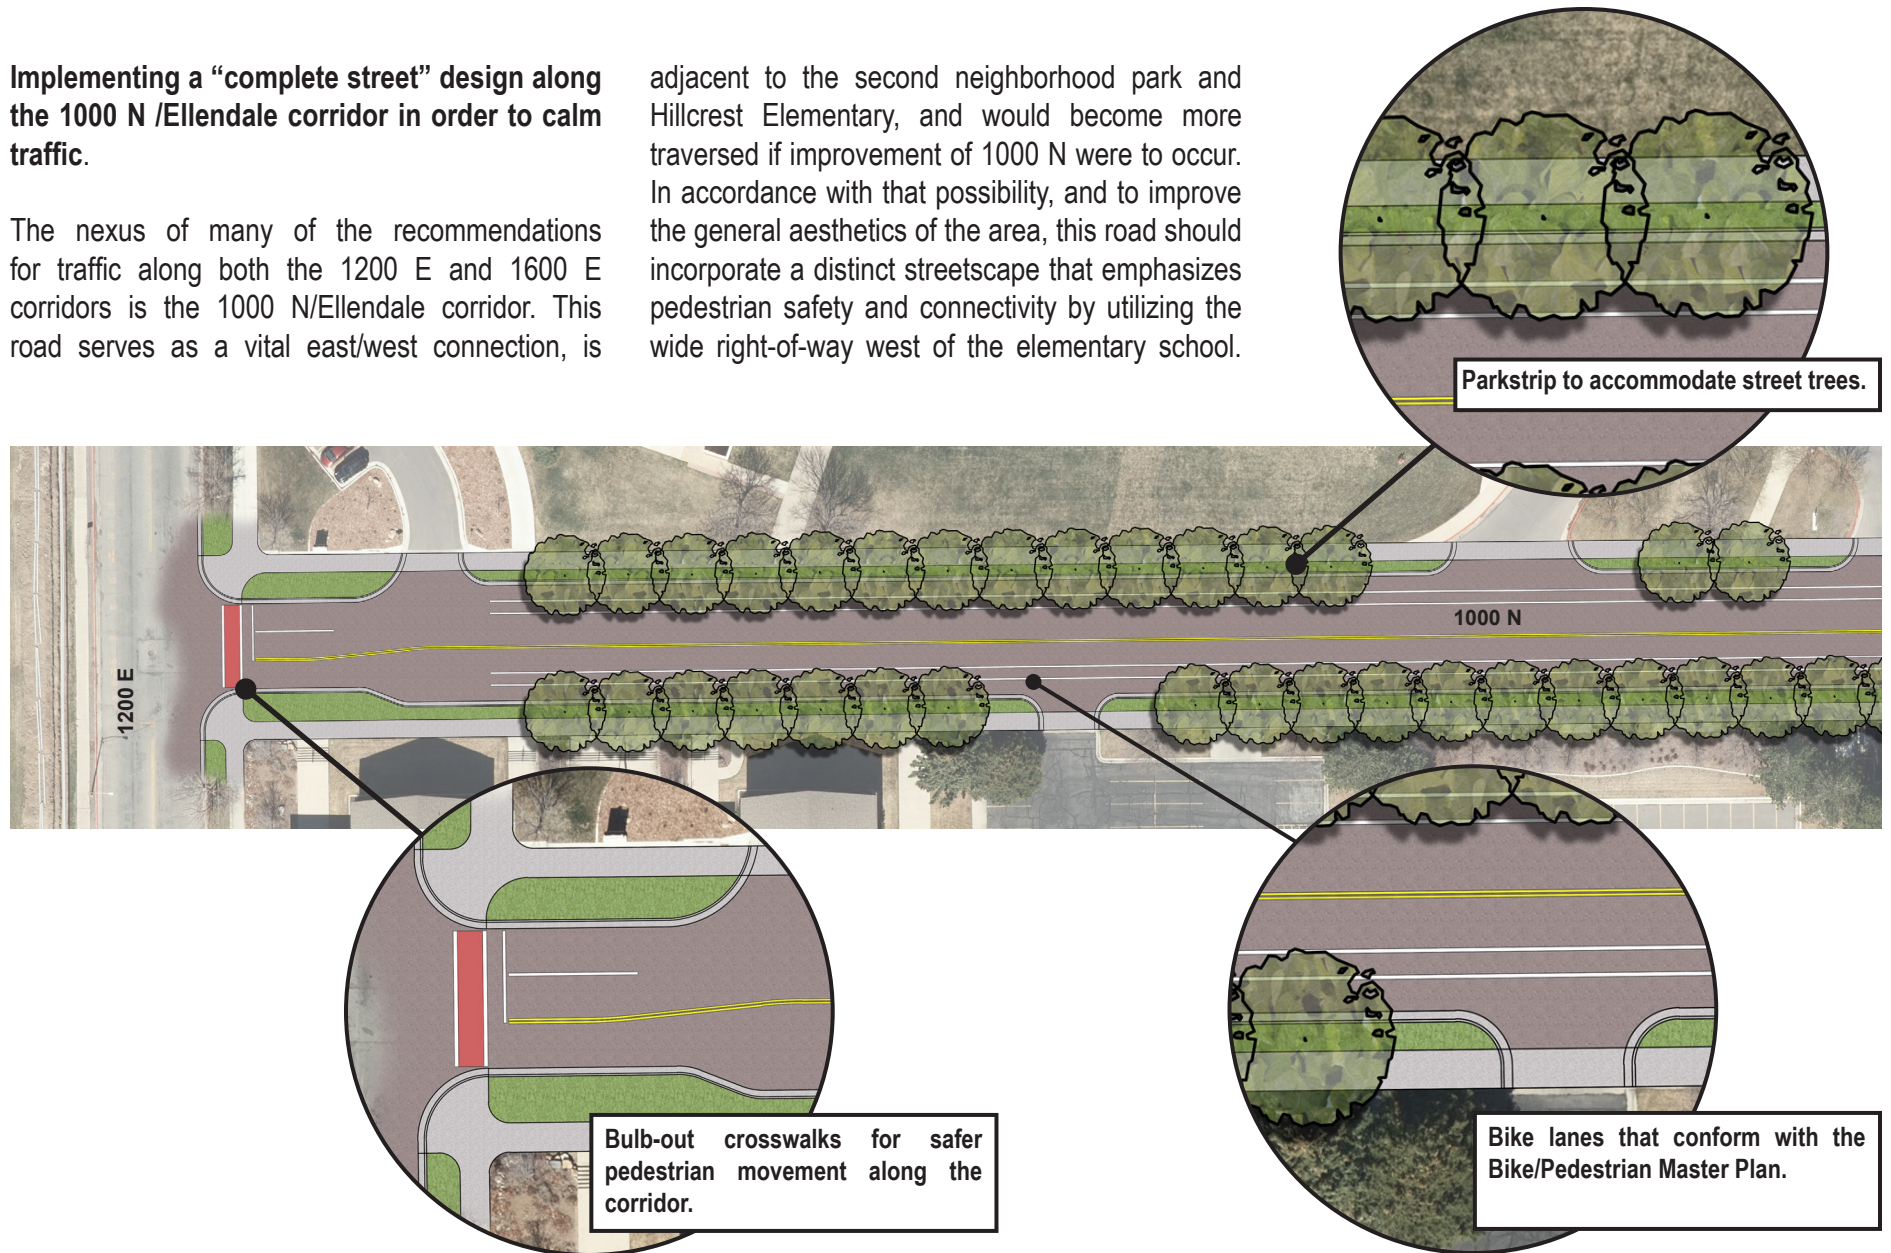 Implementing a “complete street” design along
the 1000 N /Ellendale corridor in order to calm
traffic.
The nexus of many of the recommendations
for traffic along both the 1200 E and 1600 E
corridors is the 1000 N/Ellendale corridor. This
road serves as a vital east/west connection, is
adjacent to the second neighborhood park and
Hillcrest Elementary, and would become more
traversed if improvement of 1000 N were to occur.
In accordance with that possibility, and to improve
the general aesthetics of the area, this road should
incorporate a distinct streetscape that emphasizes
pedestrian safety and connectivity by utilizing the
wide right-of-way west of the elementary school.
Parkstrip to accommodate street trees.
1000 N
1200 E
Bulb-out crosswalks for safer
pedestrian movement along the
corridor.
Bike lanes that conform with the
Bike/Pedestrian Master Plan.